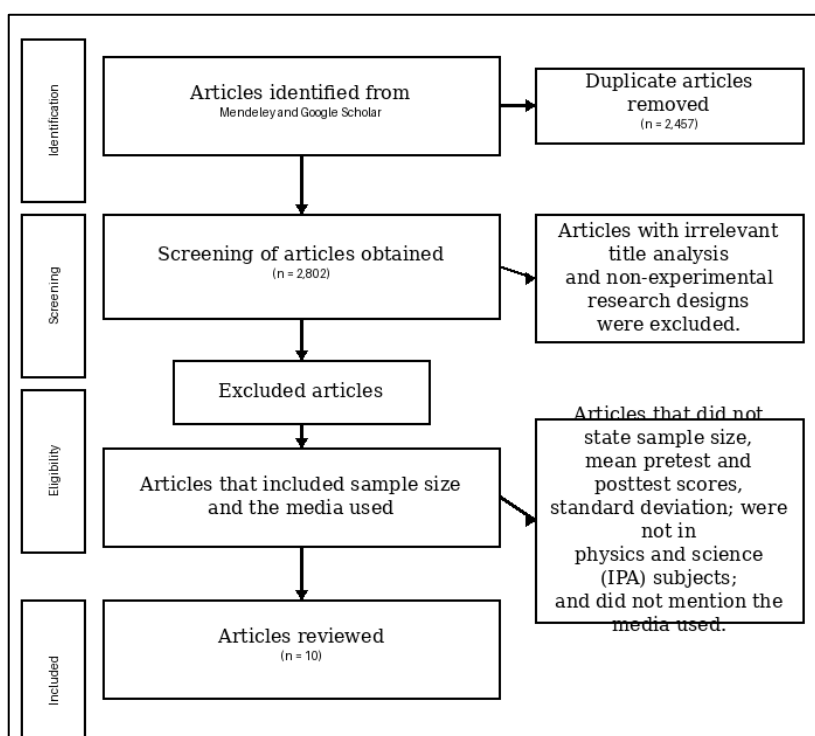 Identification
Articles identified from
Mendeley and Google Scholar
Duplicate articles
removed
(n = 2,457)
Screening
Screening of articles obtained
(n = 2,802)
Articles with irrelevant
title analysis
and non-experimental
research designs
were excluded.
Excluded articles
Eligibility
Articles that included sample size
and the media used
Articles that did not
state sample size,
mean pretest and
posttest scores,
standard deviation; were
not in
physics and science
(IPA) subjects;
and did not mention the
media used.
Included
Articles reviewed
(n = 10)